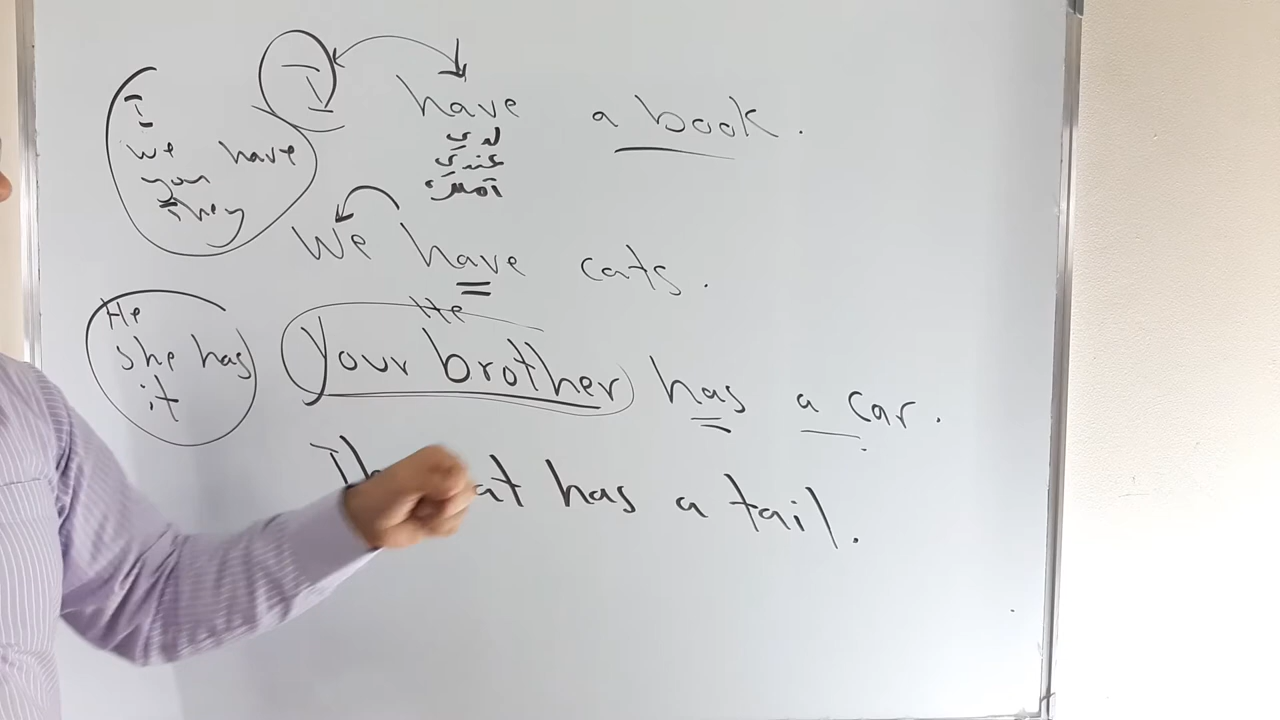 I have a book.
لدي
عندي
أملك
I
we have
you
They
We have cats.
He
Your brother has a car.
He
she has
it
has a tail.